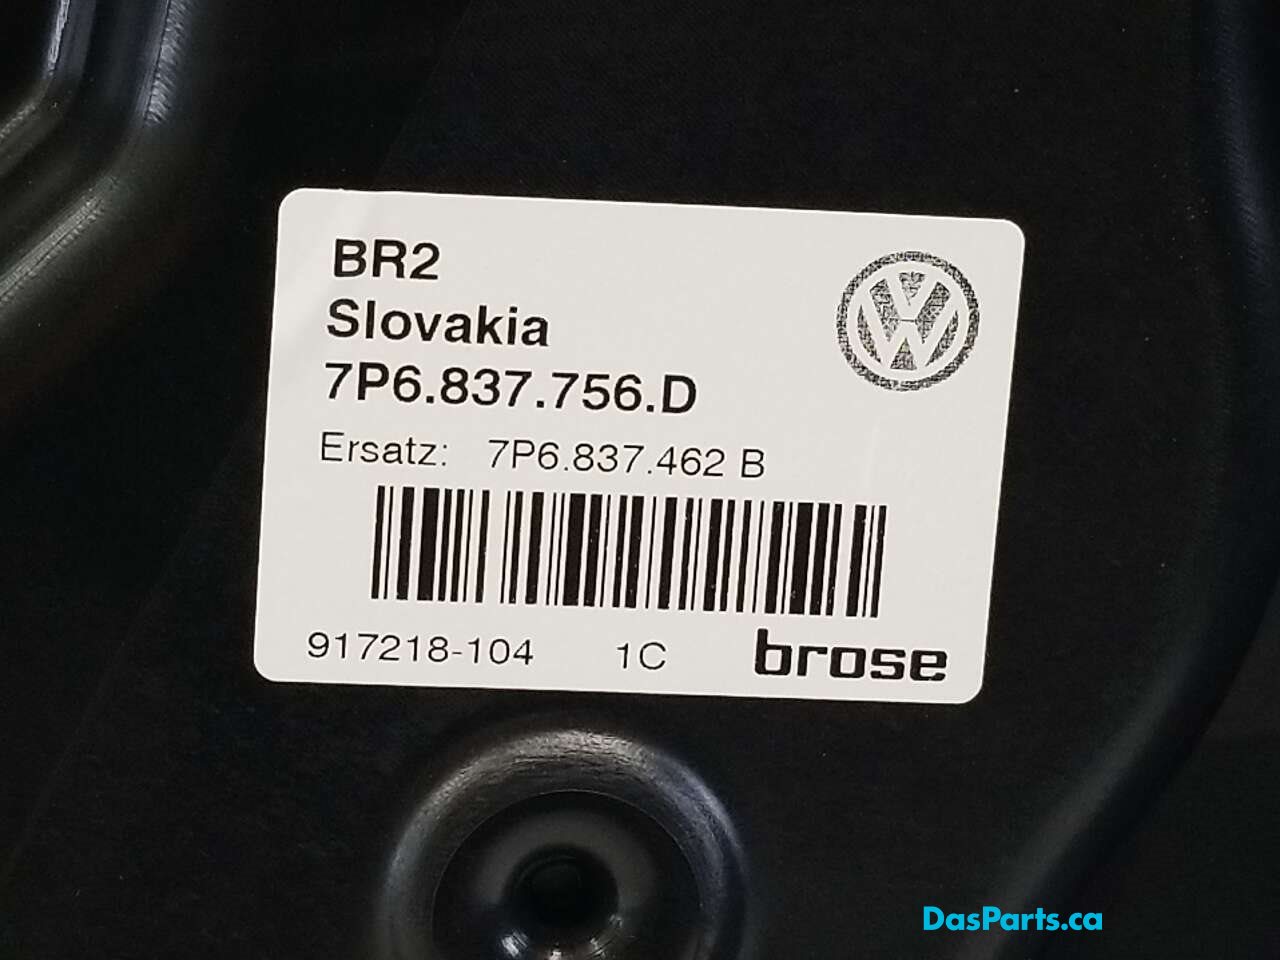 BR2
Slovakia
7P6.837.756.D
Ersatz: 7P6.837.462 B
917218-104 1C brose
DasParts.ca